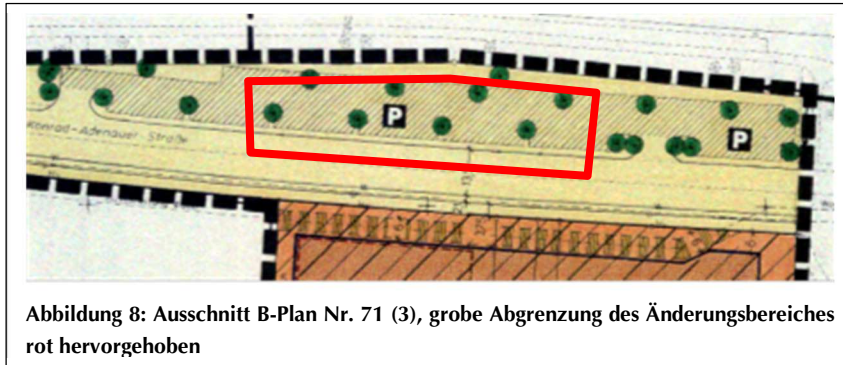 P
Konrad-Adenauer Straße
P
Abbildung 8: Ausschnitt B-Plan Nr. 71 (3), grobe Abgrenzung des Änderungsbereiches
rot hervorgehoben